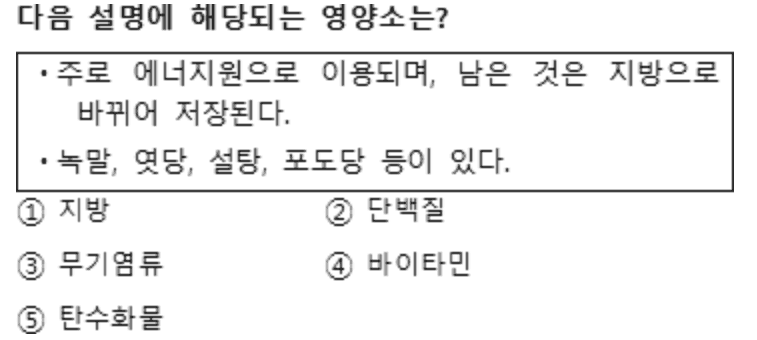 다음 설명에 해당되는 영양소는?
• 주로 에너지원으로 이용되며, 남은 것은 지방으로
바뀌어 저장된다.
• 녹말, 엿당, 설탕, 포도당 등이 있다.
① 지방 ② 단백질
③ 무기염류 ④ 바이타민
⑤ 탄수화물